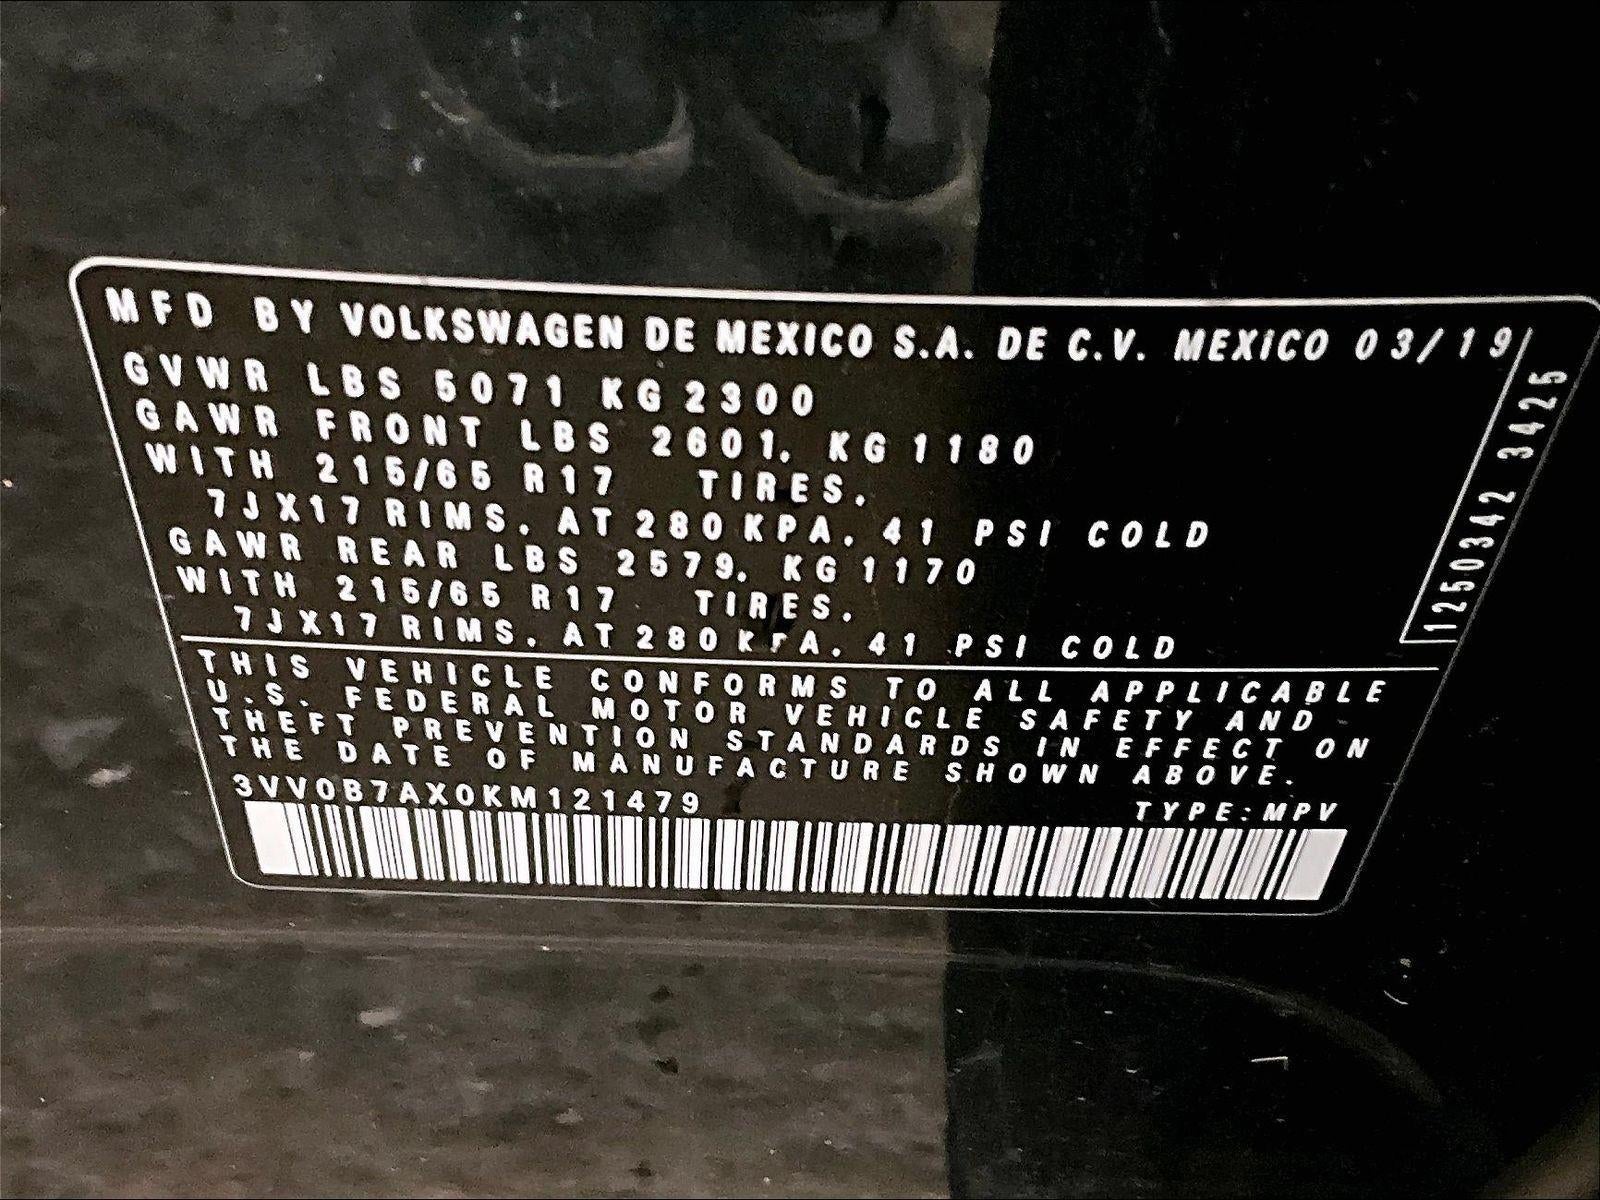 MFD BY VOLKSWAGEN DE MEXICO S.A. DE C.V. MEXICO 03/19/
GVWR LBS 5071 KG 2300
GAWR FRONT LBS 2601. KG 1180
WITH 215/65 R17 TIRES.
7JX17 RIMS. AT 280 KPA. 41 PSI COLD
GAWR REAR LBS 2579. KG 1170
WITH 215/65 R17 TIRES.
7JX17 RIMS. AT 280 KPA. 41 PSI COLD
1250342 3425
THIS VEHICLE CONFORMS TO ALL APPLICABLE
U.S. FEDERAL MOTOR VEHICLE SAFETY AND
THEFT PREVENTION STANDARDS IN EFFECT ON
THE DATE OF MANUFACTURE SHOWN ABOVE.
3VV0B7AX0KM121479 TYPE:MPV